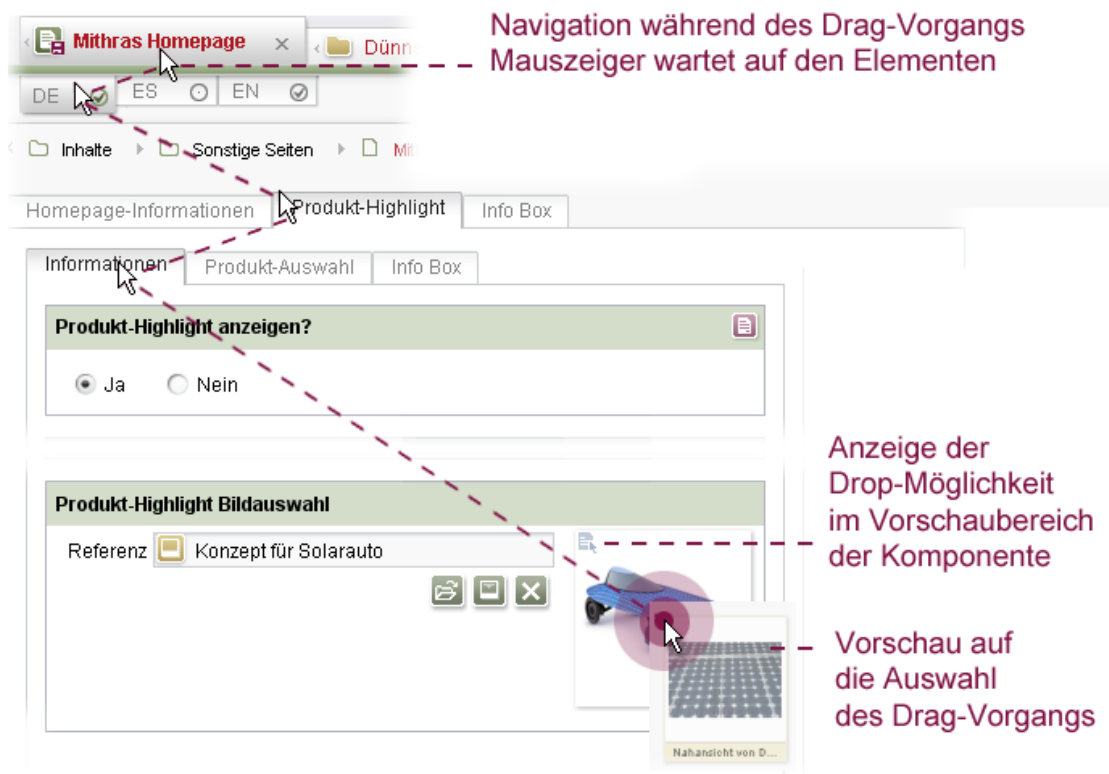 Navigation während des Drag-Vorgangs
Mauszeiger wartet auf den Elementen
Mithras Homepage
DE ES EN
Inhalte Sonstige Seiten
Homepage-Informationen Produkt-Highlight Info Box
Informationen Produkt-Auswahl Info Box
Produkt-Highlight anzeigen?
Ja Nein
Anzeige der
Drop-Möglichkeit
im Vorschaubereich
der Komponente
Produkt-Highlight Bildauswahl
Referenz Konzept für Solarauto
Vorschau auf
die Auswahl
des Drag-Vorgangs
Nahansicht von D...